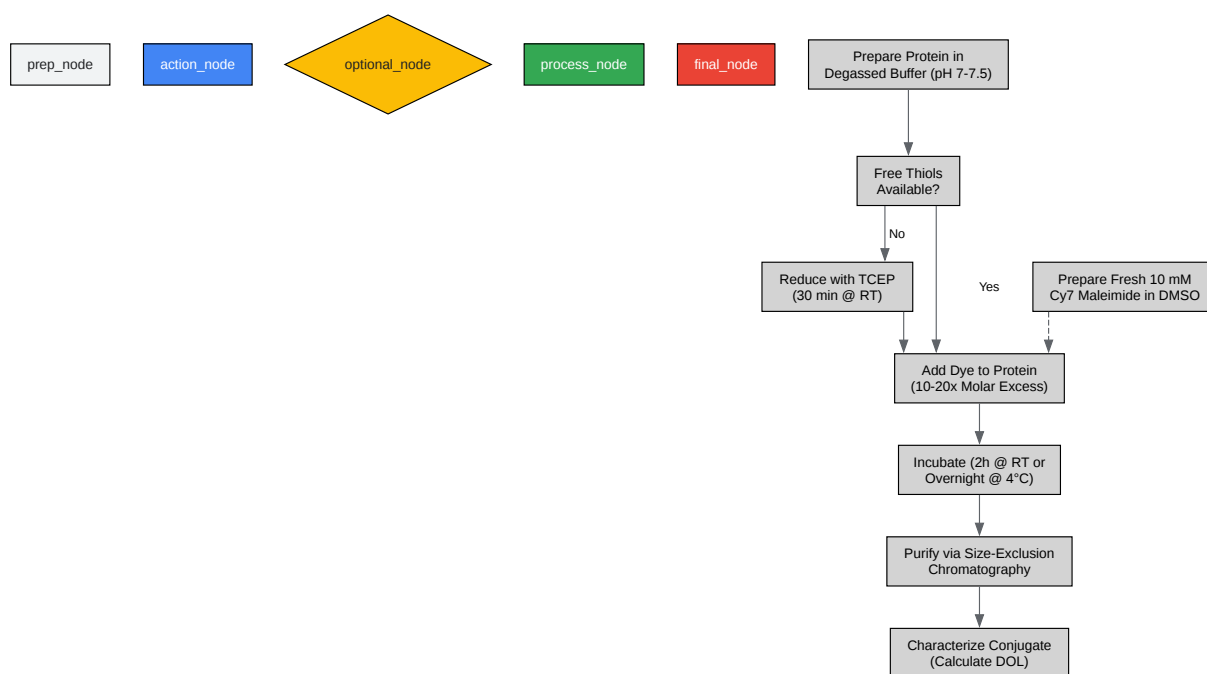 prep_node
action_node
optional_node
process_node
final_node
Prepare Protein in
Degassed Buffer (pH 7-7.5)
Free Thiols
Available?
No
Reduce with TCEP
(30 min @ RT)
Yes
Prepare Fresh 10 mM
Cy7 Maleimide in DMSO
Add Dye to Protein
(10-20x Molar Excess)
Incubate (2h @ RT or
Overnight @ 4°C)
Purify via Size-Exclusion
Chromatography
Characterize Conjugate
(Calculate DOL)